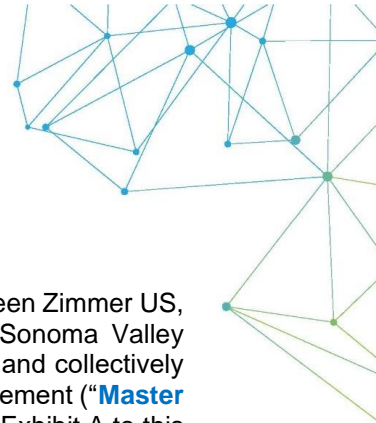 een Zimmer US,
Sonoma Valley
and collectively
ement (“Master
Exhibit A to this